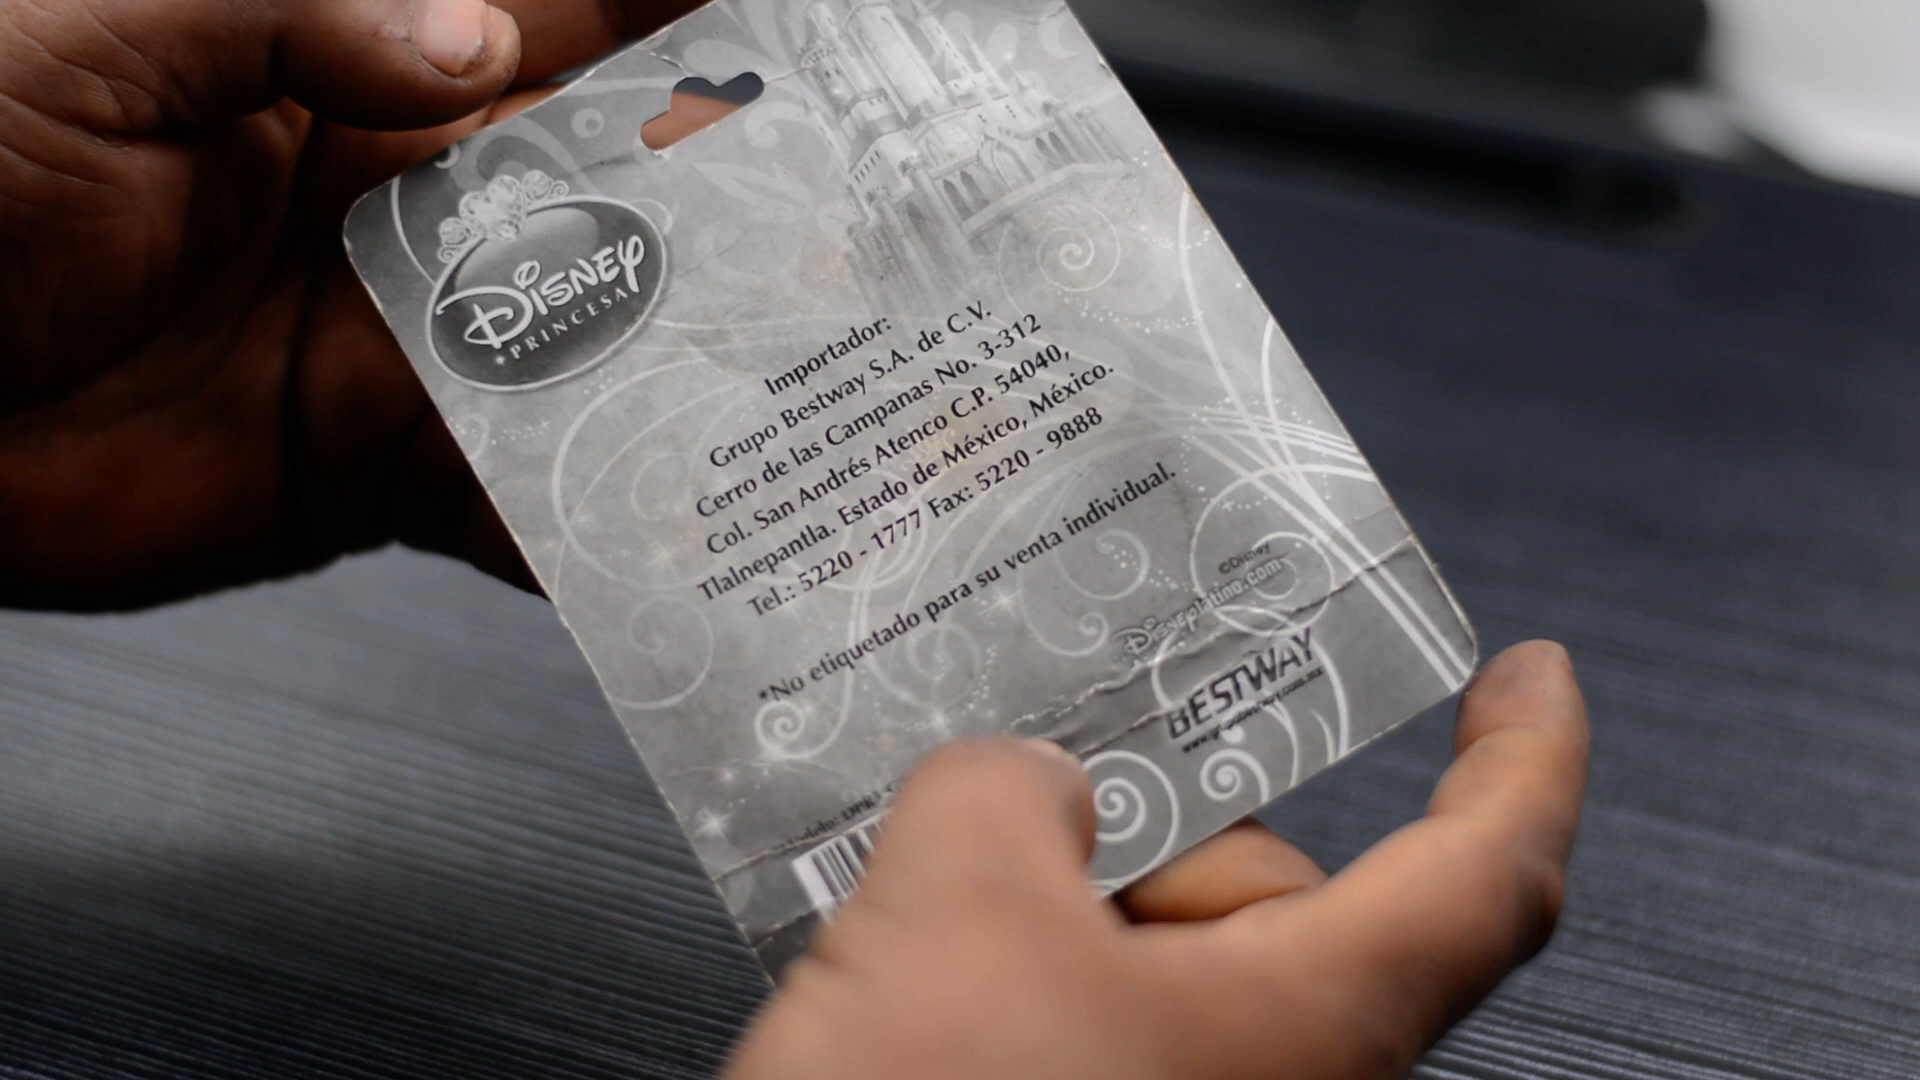 Disney
PRINCESA
Importador:
Grupo Bestway S.A. de C.V.
Cerro de las Campanas No. 3-312
Col. San Andrés Atenco C.P. 54040,
Tlalnepantla. Estado de México, México.
Tel.: 5220 - 1777 Fax: 5220 - 9888
*No etiquetado para su venta individual.
©Disney
Disneylatino.com
BESTWAY